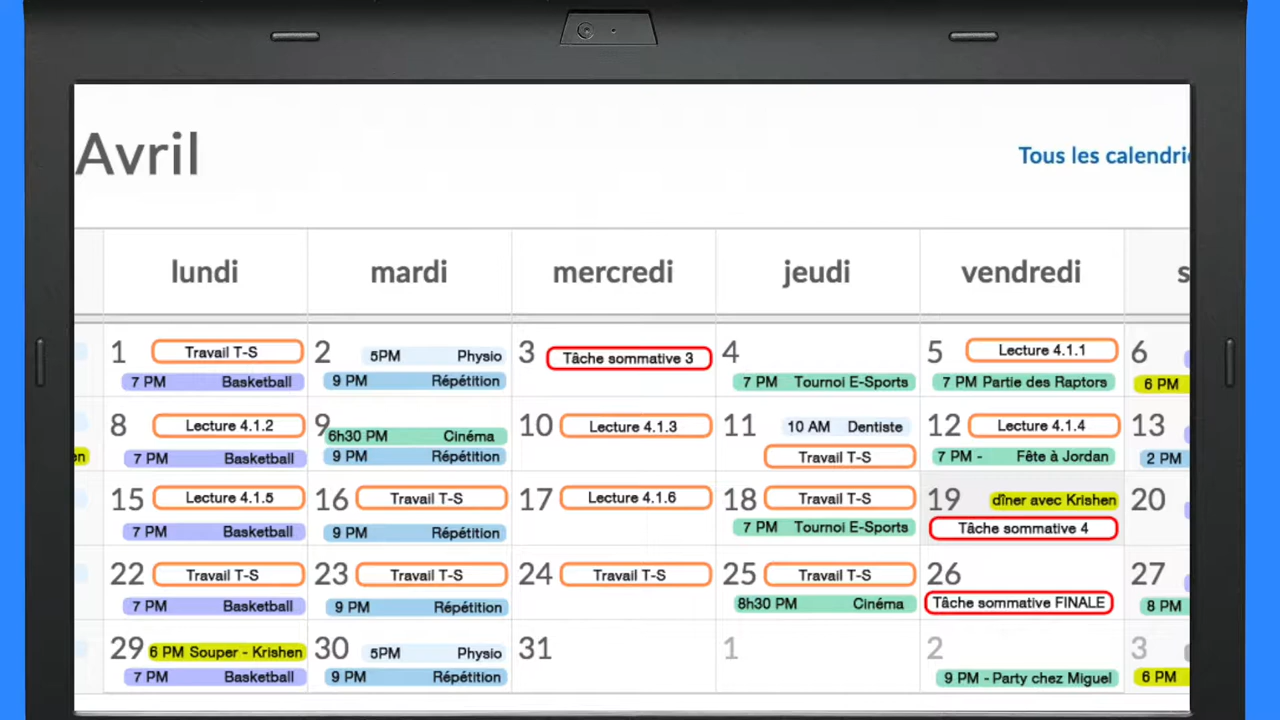 Avril
Tous les calendrie
lundi mardi mercredi jeudi vendredi s
1 Travail T-S 2 5PM Physio 3 Tâche sommative 3 4 5 Lecture 4.1.1 6
7 PM Basketball 9 PM Répétition 7 PM Tournoi E-Sports 7 PM Partie des Raptors 6 PM
8 Lecture 4.1.2 9 6h30 PM Cinéma 10 Lecture 4.1.3 11 10 AM Dentiste 12 Lecture 4.1.4 13
en 7 PM Basketball 9 PM Répétition Travail T-S 7 PM - Fête à Jordan 2 PM
15 Lecture 4.1.5 16 Travail T-S 17 Lecture 4.1.6 18 Travail T-S 19 dîner avec Krishen 20
7 PM Basketball 9 PM Répétition 7 PM Tournoi E-Sports Tâche sommative 4
22 Travail T-S 23 Travail T-S 24 Travail T-S 25 Travail T-S 26 27
7 PM Basketball 9 PM Répétition 8h30 PM Cinéma Tâche sommative FINALE 8 PM
29 6 PM Souper - Krishen 30 5PM Physio 31 1 2 3
7 PM Basketball 9 PM Répétition 9 PM - Party chez Miguel 6 PM